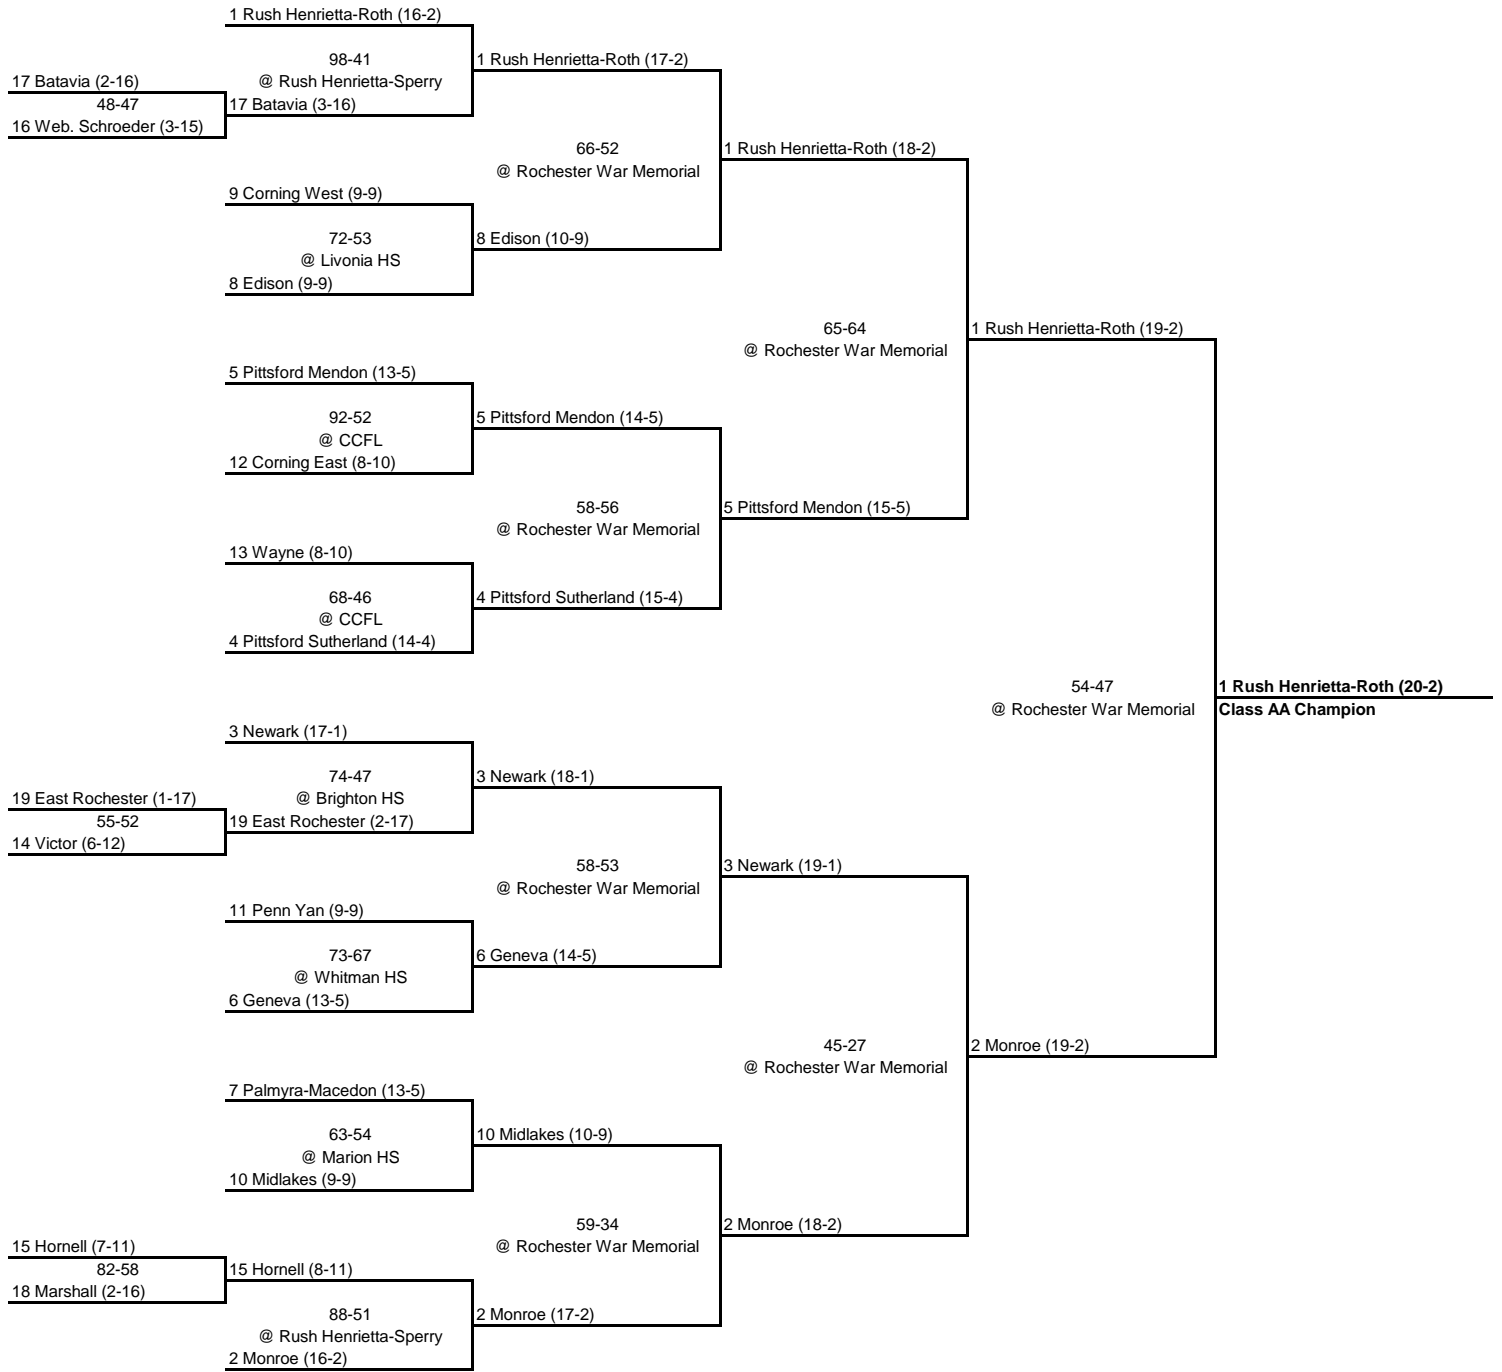 1 Rush Henrietta-Roth (16-2)
98-41
@ Rush Henrietta-Sperry
1 Rush Henrietta-Roth (17-2)
17 Batavia (2-16)
48-47
16 Web. Schroeder (3-15)
17 Batavia (3-16)
66-52
@ Rochester War Memorial
1 Rush Henrietta-Roth (18-2)
9 Corning West (9-9)
72-53
@ Livonia HS
8 Edison (9-9)
8 Edison (10-9)
65-64
@ Rochester War Memorial
1 Rush Henrietta-Roth (19-2)
5 Pittsford Mendon (13-5)
92-52
@ CCFL
12 Corning East (8-10)
5 Pittsford Mendon (14-5)
58-56
@ Rochester War Memorial
5 Pittsford Mendon (15-5)
13 Wayne (8-10)
68-46
@ CCFL
4 Pittsford Sutherland (14-4)
4 Pittsford Sutherland (15-4)
54-47
@ Rochester War Memorial
1 Rush Henrietta-Roth (20-2)
Class AA Champion
3 Newark (17-1)
74-47
@ Brighton HS
3 Newark (18-1)
19 East Rochester (1-17)
55-52
14 Victor (6-12)
19 East Rochester (2-17)
58-53
@ Rochester War Memorial
3 Newark (19-1)
11 Penn Yan (9-9)
73-67
@ Whitman HS
6 Geneva (13-5)
6 Geneva (14-5)
45-27
@ Rochester War Memorial
2 Monroe (19-2)
7 Palmyra-Macedon (13-5)
63-54
@ Marion HS
10 Midlakes (9-9)
10 Midlakes (10-9)
59-34
@ Rochester War Memorial
2 Monroe (18-2)
15 Hornell (7-11)
82-58
18 Marshall (2-16)
15 Hornell (8-11)
88-51
@ Rush Henrietta-Sperry
2 Monroe (16-2)
2 Monroe (17-2)